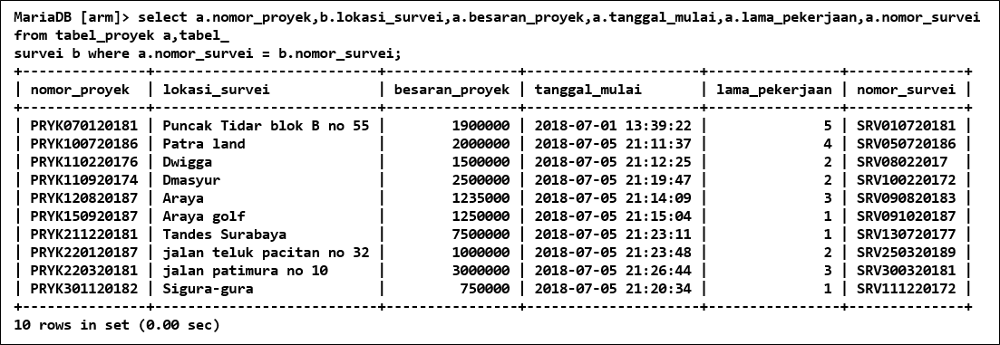 MariaDB [arm]> select a.nomor_proyek,b.lokasi_survei,a.besaran_proyek,a.tanggal_mulai,a.lama_pekerjaan,a.nomor_survei
from tabel_proyek a,tabel_
survei b where a.nomor_survei = b.nomor_survei;
+--------------+-------------------------+----------------+---------------------+----------------+--------------+
| nomor_proyek | lokasi_survei           | besaran_proyek | tanggal_mulai       | lama_pekerjaan | nomor_survei |
+--------------+-------------------------+----------------+---------------------+----------------+--------------+
| PRYK070120181 | Puncak Tidar blok B no 55 | 1900000 | 2018-07-01 13:39:22 | 5 | SRV010720181 |
| PRYK100720186 | Patra land | 2000000 | 2018-07-05 21:11:37 | 4 | SRV050720186 |
| PRYK110220176 | Dwigga | 1500000 | 2018-07-05 21:12:25 | 2 | SRV08022017 |
| PRYK110920174 | Dmasyur | 2500000 | 2018-07-05 21:19:47 | 2 | SRV100220172 |
| PRYK120820187 | Araya | 1235000 | 2018-07-05 21:14:09 | 3 | SRV090820183 |
| PRYK150920187 | Araya golf | 1250000 | 2018-07-05 21:15:04 | 1 | SRV091020187 |
| PRYK211220181 | Tandes Surabaya | 7500000 | 2018-07-05 21:23:11 | 1 | SRV130720177 |
| PRYK220120187 | jalan teluk pacitan no 32 | 1000000 | 2018-07-05 21:23:48 | 2 | SRV250320189 |
| PRYK220320181 | jalan patimura no 10 | 3000000 | 2018-07-05 21:26:44 | 3 | SRV300320181 |
| PRYK301120182 | Sigura-gura | 750000 | 2018-07-05 21:20:34 | 1 | SRV111220172 |
+--------------+-------------------------+----------------+---------------------+----------------+--------------+
10 rows in set (0.00 sec)